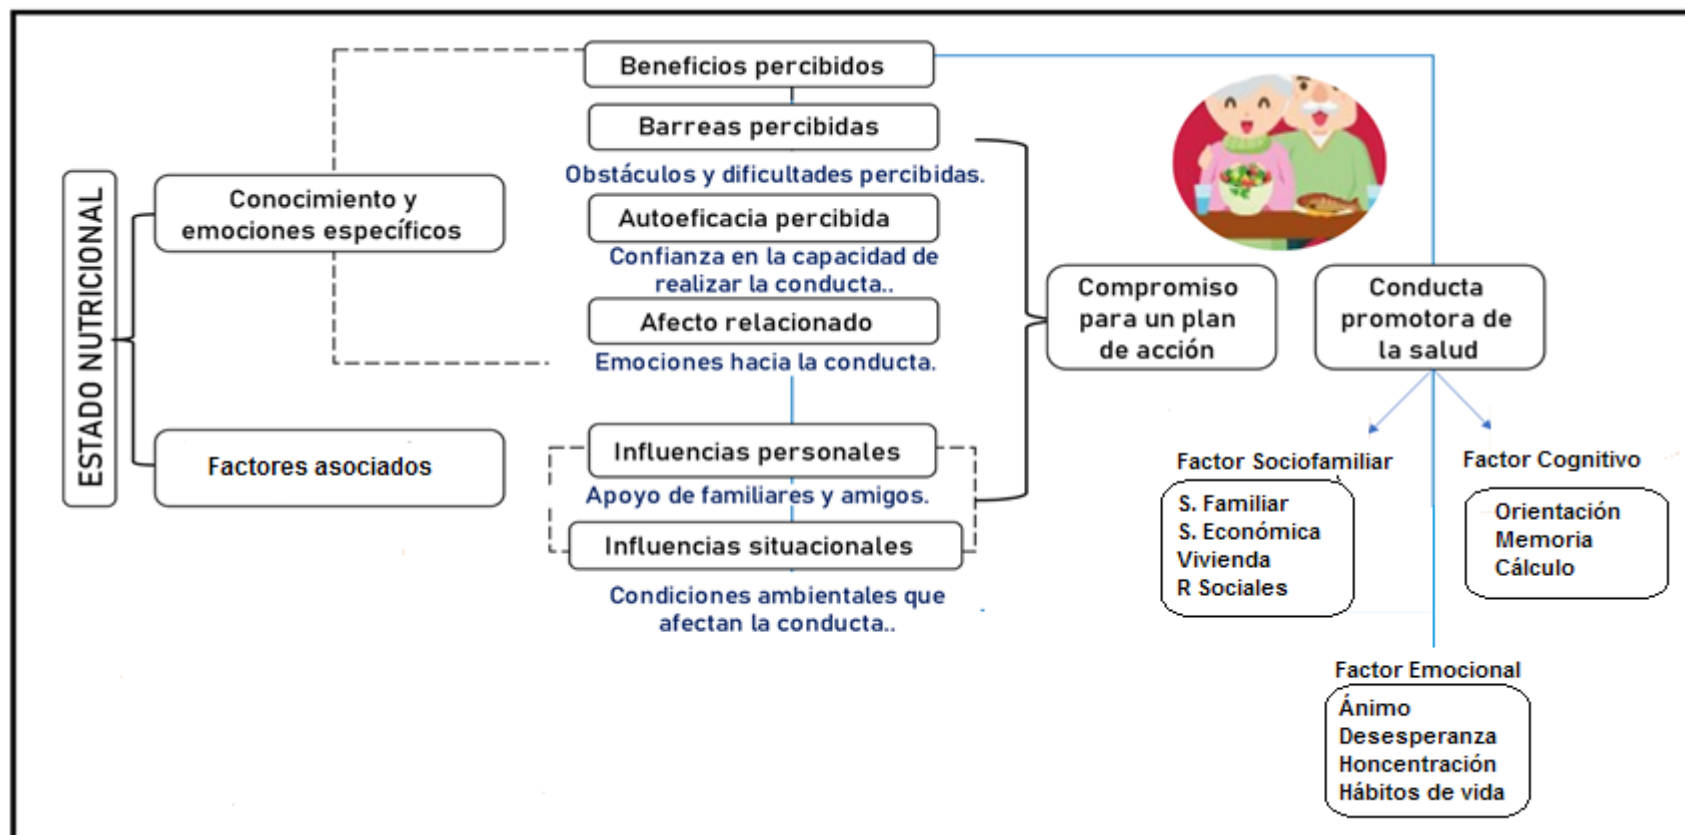 ESTADO NUTRICIONAL
Conocimiento y
emociones específicos
Factores asociados
Beneficios percibidos
Barreas percibidas
Obstáculos y dificultades percibidas.
Autoeficacia percibida
Confianza en la capacidad de
realizar la conducta..
Afecto relacionado
Emociones hacia la conducta.
Influencias personales
Apoyo de familiares y amigos.
Influencias situacionales
Condiciones ambientales que
afectan la conducta..
Compromiso
para un plan
de acción
Conducta
promotora de
la salud
Factor Sociofamiliar
S. Familiar
S. Económica
Vivienda
R Sociales
Factor Cognitivo
Orientación
Memoria
Cálculo
Factor Emocional
Ánimo
Desesperanza
Honcentración
Hábitos de vida